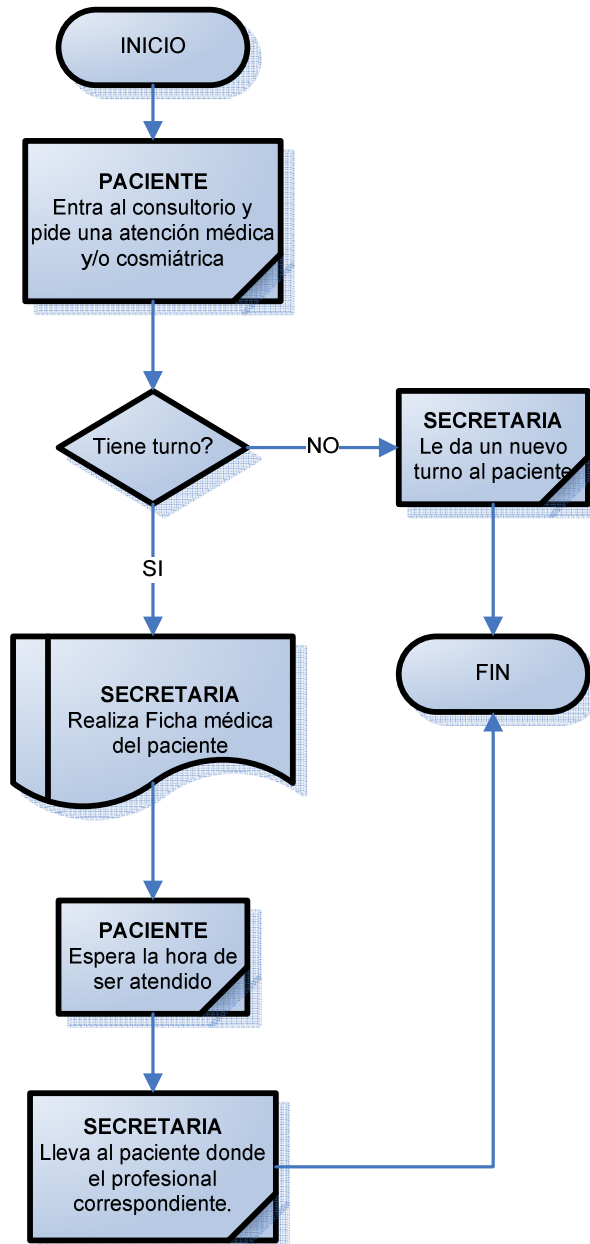 INICIO
PACIENTE
Entra al consultorio y
pide una atención médica
y/o cosmiátrica
Tiene turno?
NO
SECRETARIA
Le da un nuevo
turno al paciente
SI
SECRETARIA
Realiza Ficha médica
del paciente
FIN
PACIENTE
Espera la hora de
ser atendido
SECRETARIA
Lleva al paciente donde
el profesional
correspondiente.